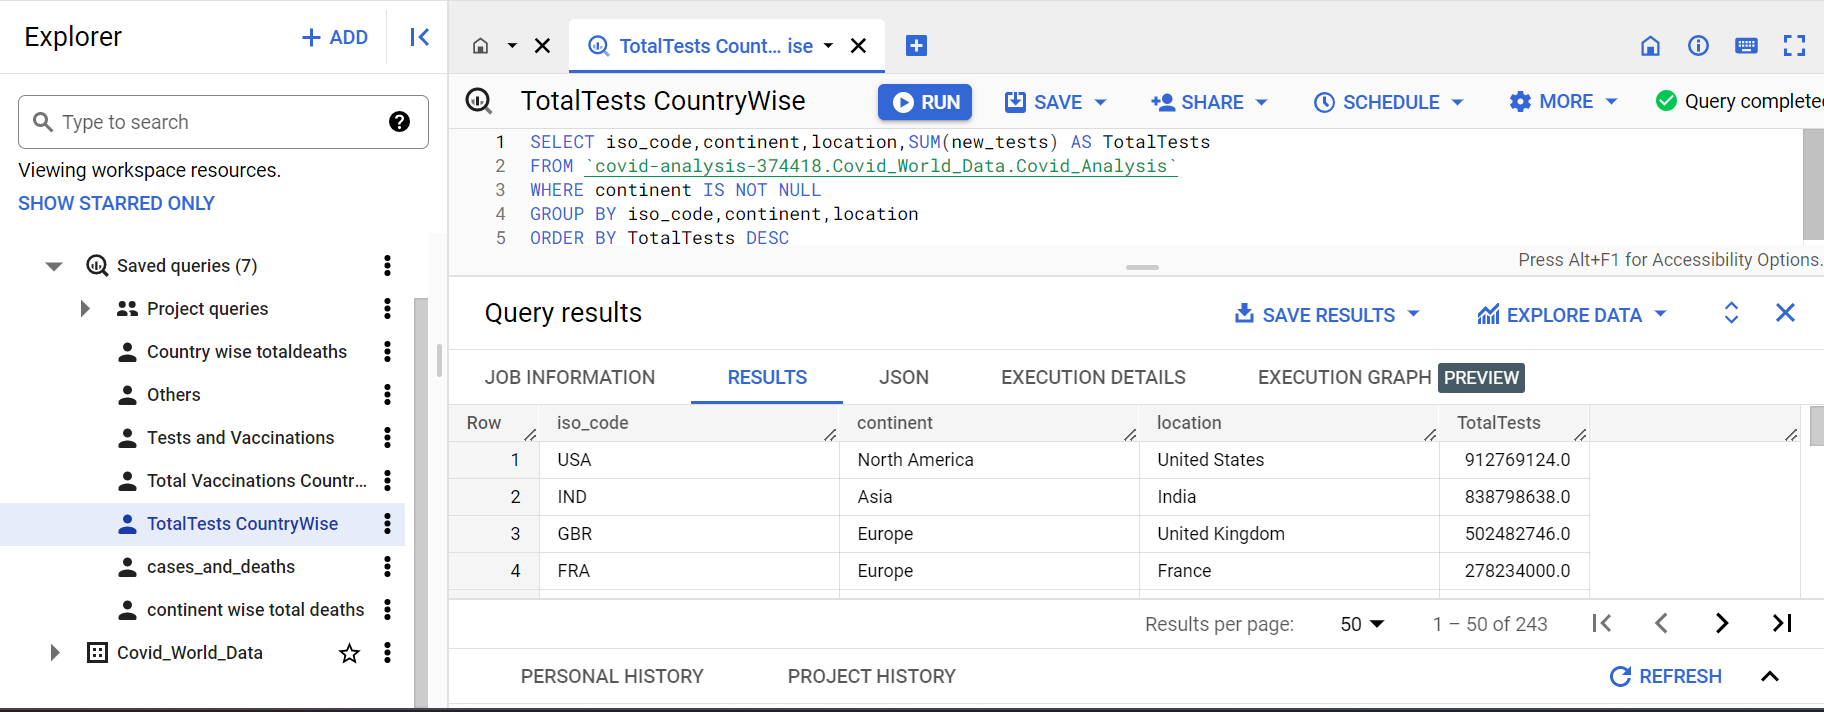 Explorer
+ ADD
Type to search
Viewing workspace resources.
SHOW STARRED ONLY
Saved queries (7)
Project queries
Country wise totaldeaths
Others
Tests and Vaccinations
Total Vaccinations Countr...
TotalTests CountryWise
cases_and_deaths
continent wise total deaths
Covid_World_Data
TotalTests Count... ise
TotalTests CountryWise
RUN
SAVE
SHARE
SCHEDULE
MORE
Query complete
1 SELECT iso_code,continent,location,SUM(new_tests) AS TotalTests
2 FROM `covid-analysis-374418.Covid_World_Data.Covid_Analysis`
3 WHERE continent IS NOT NULL
4 GROUP BY iso_code,continent,location
5 ORDER BY TotalTests DESC
Press Alt+F1 for Accessibility Options.
Query results
SAVE RESULTS
EXPLORE DATA
JOB INFORMATION
RESULTS
JSON
EXECUTION DETAILS
EXECUTION GRAPH
PREVIEW
Row iso_code continent location TotalTests
1 USA North America United States 912769124.0
2 IND Asia India 838798638.0
3 GBR Europe United Kingdom 502482746.0
4 FRA Europe France 278234000.0
Results per page: 50 1 – 50 of 243
PERSONAL HISTORY
PROJECT HISTORY
REFRESH